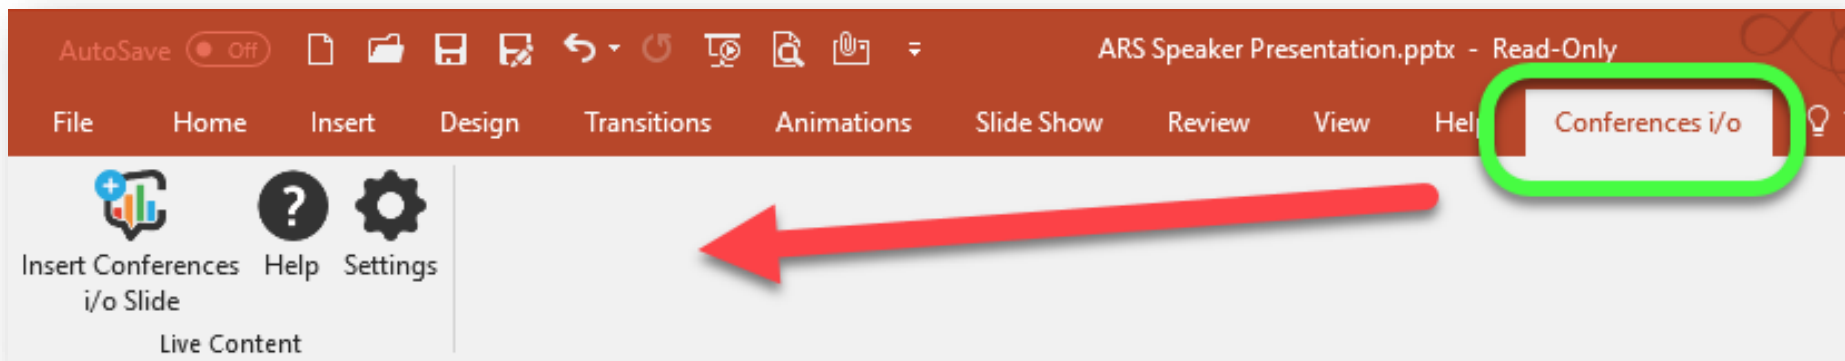 AutoSave Off ARS Speaker Presentation.pptx - Read-Only
File Home Insert Design Transitions Animations Slide Show Review View Help Conferences i/o
Insert Conferences Help Settings
i/o Slide
Live Content